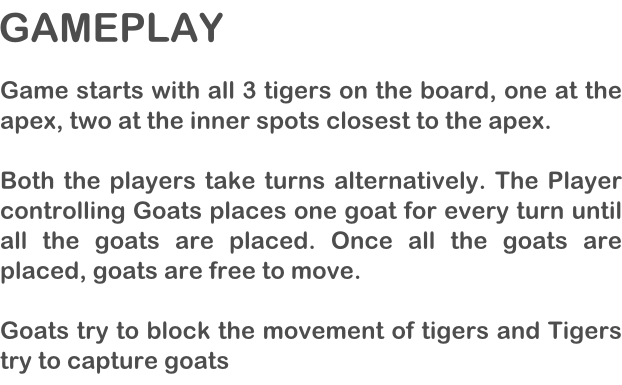 GAMEPLAY
Game starts with all 3 tigers on the board, one at the
apex, two at the inner spots closest to the apex.
Both the players take turns alternatively. The Player
controlling Goats places one goat for every turn until
all the goats are placed. Once all the goats are
placed, goats are free to move.
Goats try to block the movement of tigers and Tigers
try to capture goats